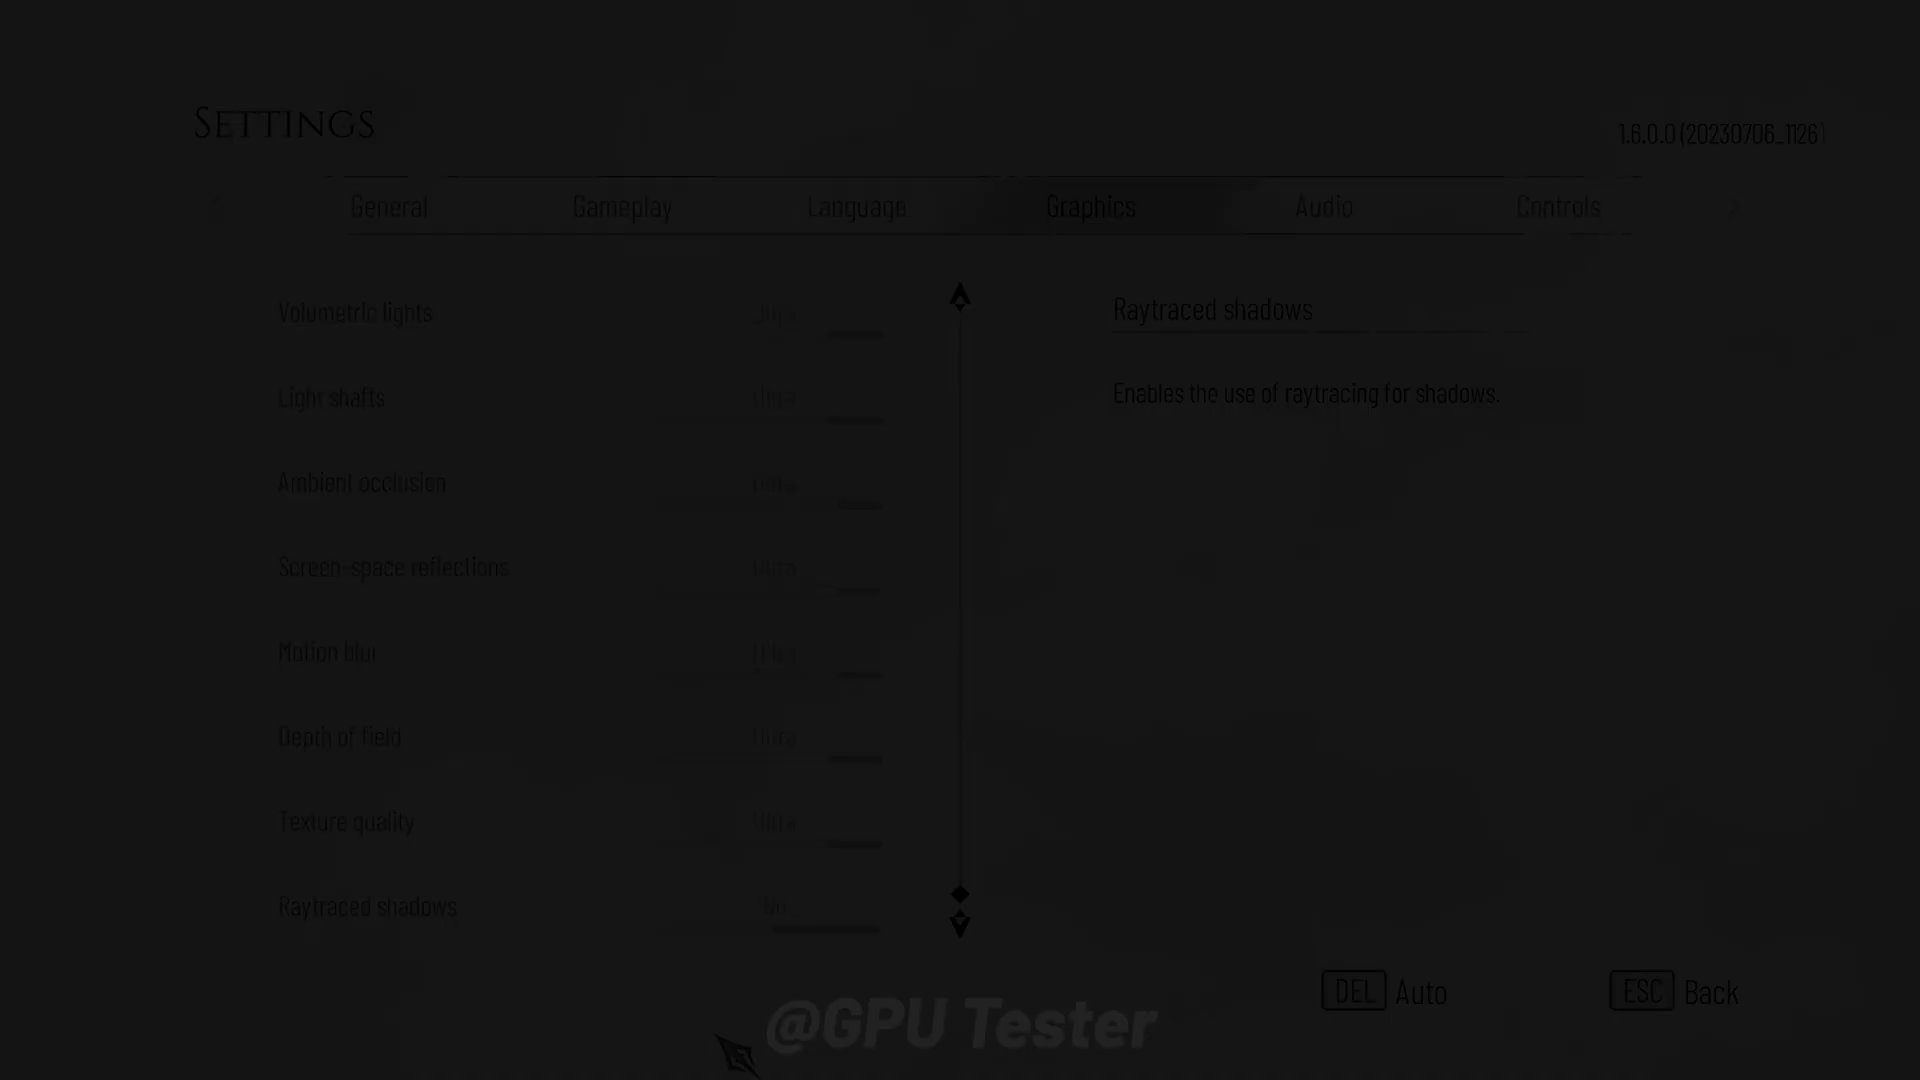 SETTINGS
1.6.0.0 (20230706_1126)
General Gameplay Language Graphics Audio Controls
Volumetric lights Ultra
Light shafts Ultra
Ambient occlusion Ultra
Screen-space reflections Ultra
Motion blur Ultra
Depth of field Ultra
Texture quality Ultra
Raytraced shadows No
Raytraced shadows
Enables the use of raytracing for shadows.
DEL Auto
ESC Back
@GPU Tester